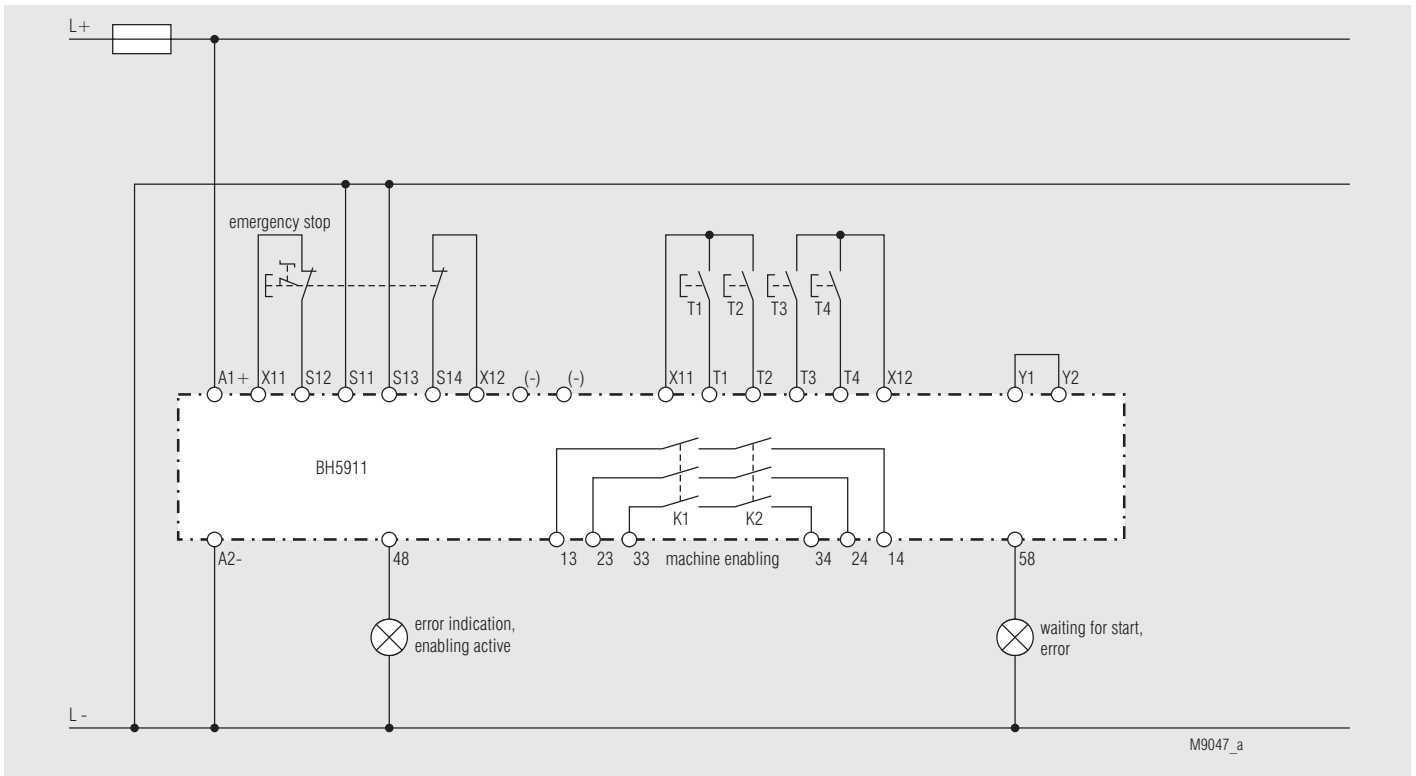 L+
emergency stop
T1 T2 T3 T4
A1+ X11 S12 S11 S13 S14 X12 (-) (-) X11 T1 T2 T3 T4 X12 Y1 Y2
BH5911
K1 K2
A2- 48 13 23 33 machine enabling 34 24 14 58
error indication,
enabling active
waiting for start,
error
L -
M9047_a